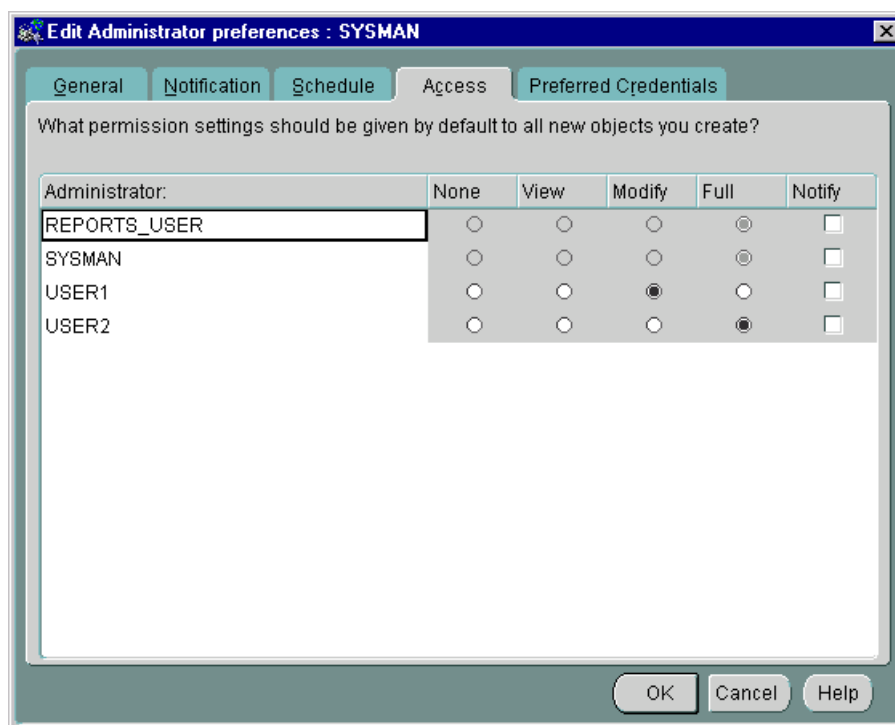 Edit Administrator preferences : SYSMAN
General Notification Schedule Access Preferred Credentials
What permission settings should be given by default to all new objects you create?
Administrator: None View Modify Full Notify
REPORTS_USER
SYSMAN
USER1
USER2
OK Cancel Help